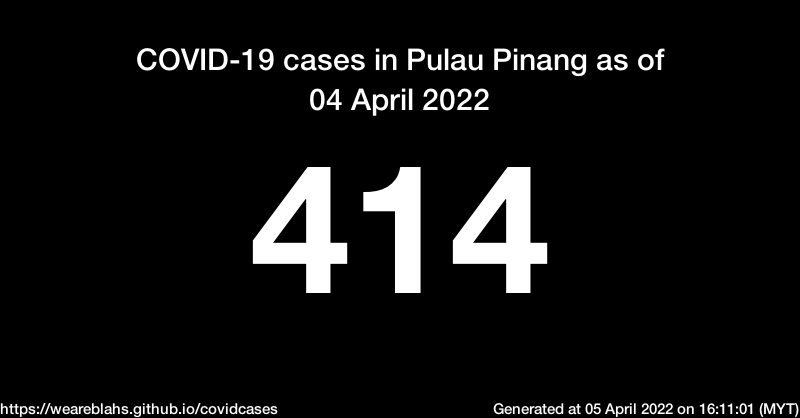 COVID-19 cases in Pulau Pinang as of
04 April 2022
414
https://weareblahs.github.io/covidcases
Generated at 05 April 2022 on 16:11:01 (MYT)